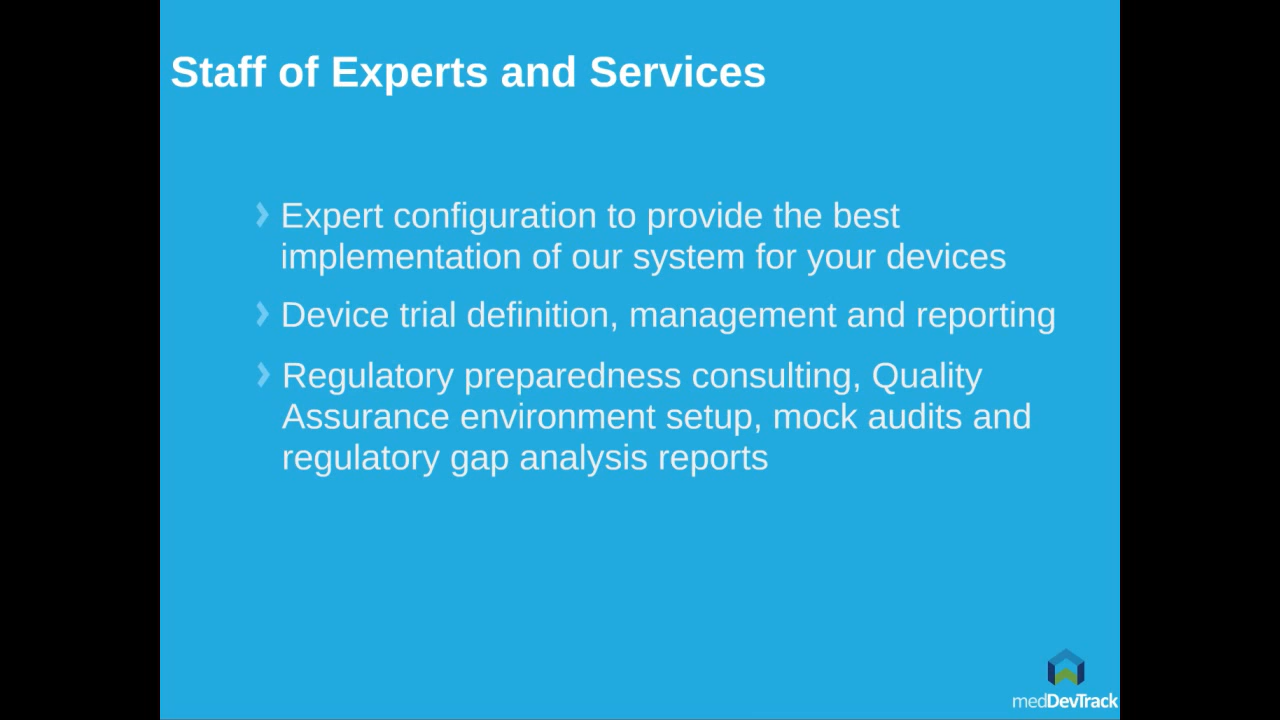 Staff of Experts and Services
Expert configuration to provide the best
implementation of our system for your devices
Device trial definition, management and reporting
Regulatory preparedness consulting, Quality
Assurance environment setup, mock audits and
regulatory gap analysis reports
medDevTrack